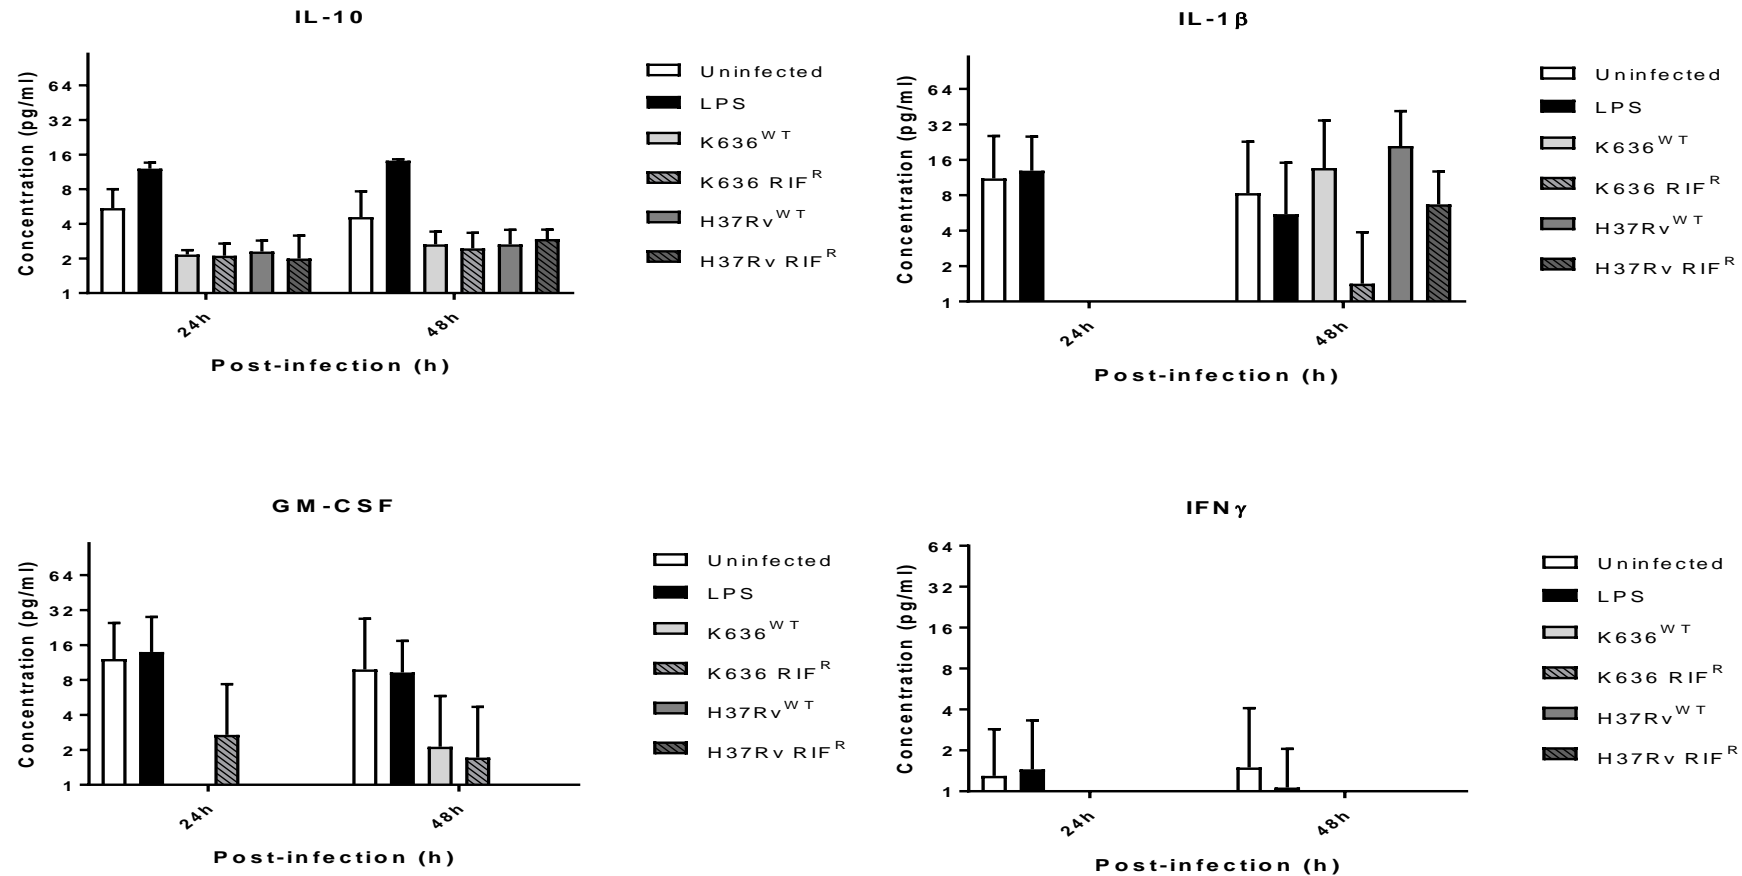 IL-10
Concentration (pg/ml)
64
32
16
8
4
2
1
24h
48h
Post-infection (h)
Uninfected
LPS
K636WT
K636 RIFR
H37RvWT
H37Rv RIFR
IL-1β
Concentration (pg/ml)
64
32
16
8
4
2
1
24h
48h
Post-infection (h)
Uninfected
LPS
K636WT
K636 RIFR
H37RvWT
H37Rv RIFR
GM-CSF
Concentration (pg/ml)
64
32
16
8
4
2
1
24h
48h
Post-infection (h)
Uninfected
LPS
K636WT
K636 RIFR
H37RvWT
H37Rv RIFR
IFNγ
Concentration (pg/ml)
64
32
16
8
4
2
1
24h
48h
Post-infection (h)
Uninfected
LPS
K636WT
K636 RIFR
H37RvWT
H37Rv RIFR